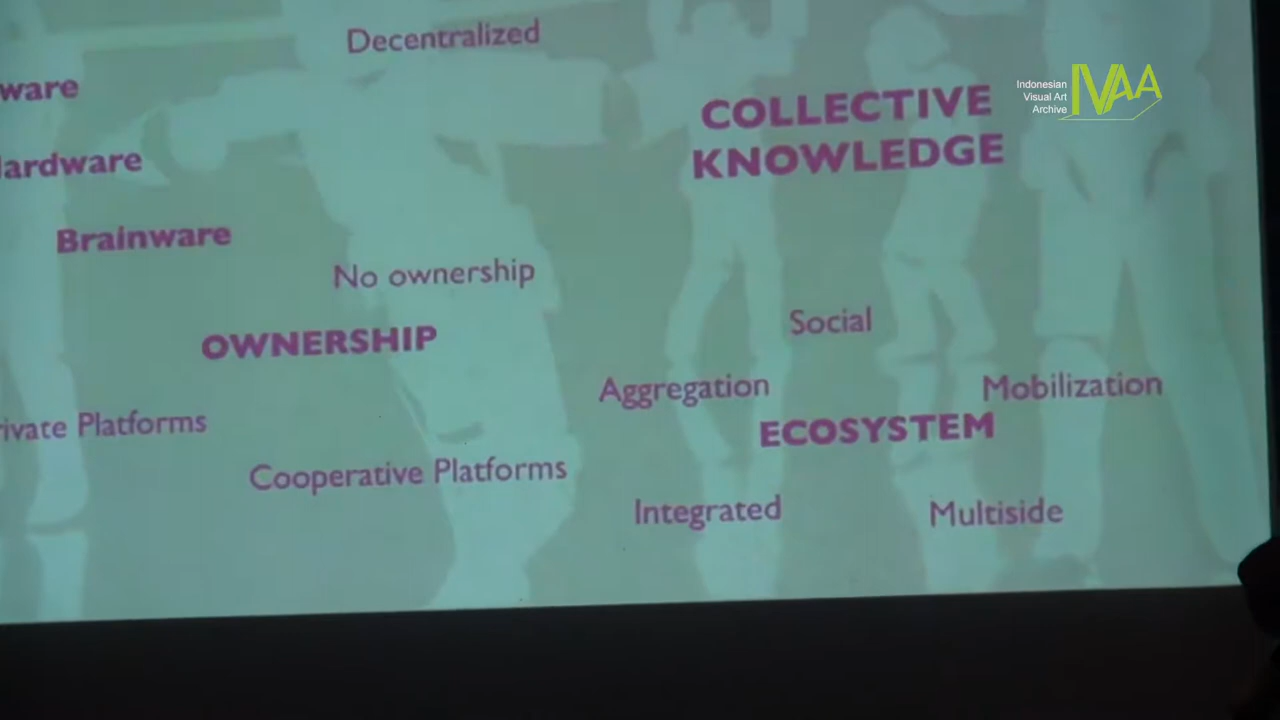 Decentralized
ware
ardware
Brainware
No ownership
OWNERSHIP
ivate Platforms
Cooperative Platforms
COLLECTIVE
KNOWLEDGE
Social
Aggregation
Mobilization
ECOSYSTEM
Integrated
Multiside
Indonesian
Visual Art
Archive
IVAA